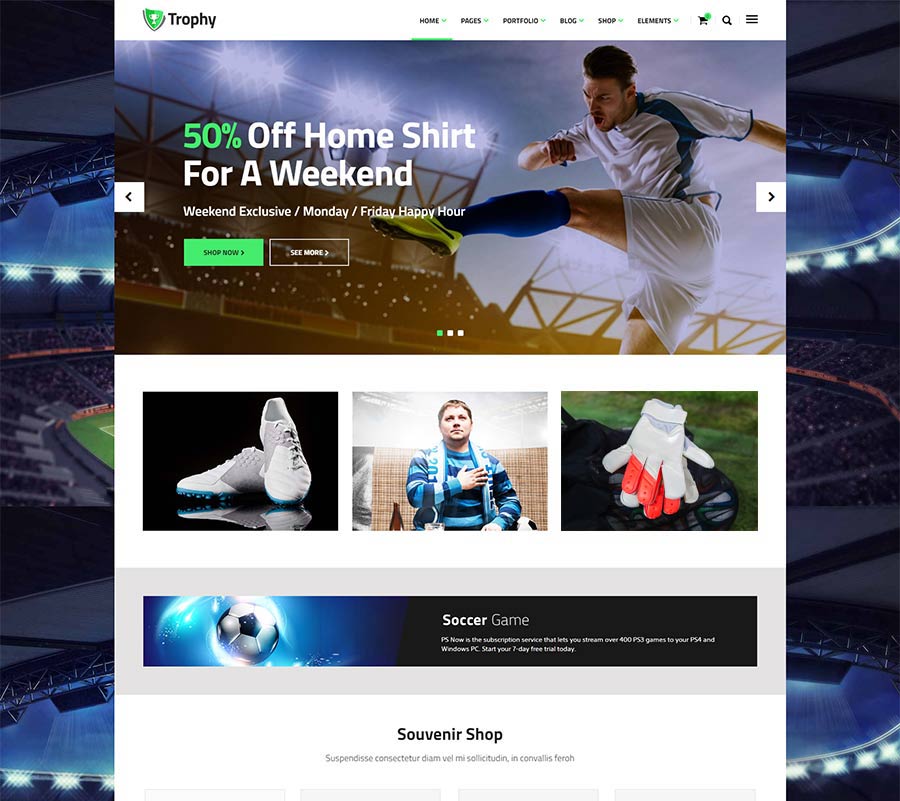 Trophy
HOME PAGES PORTFOLIO BLOG SHOP ELEMENTS
50% Off Home Shirt
For A Weekend
Weekend Exclusive / Monday / Friday Happy Hour
SHOP NOW SEE MORE
Soccer Game
PS Now is the subscription service that lets you stream over 400 PS3 games to your PS4 and
Windows PC. Start your 7-day free trial today.
Souvenir Shop
Suspendisse consectetur diam vel mi sollicitudin, in convallis feroh